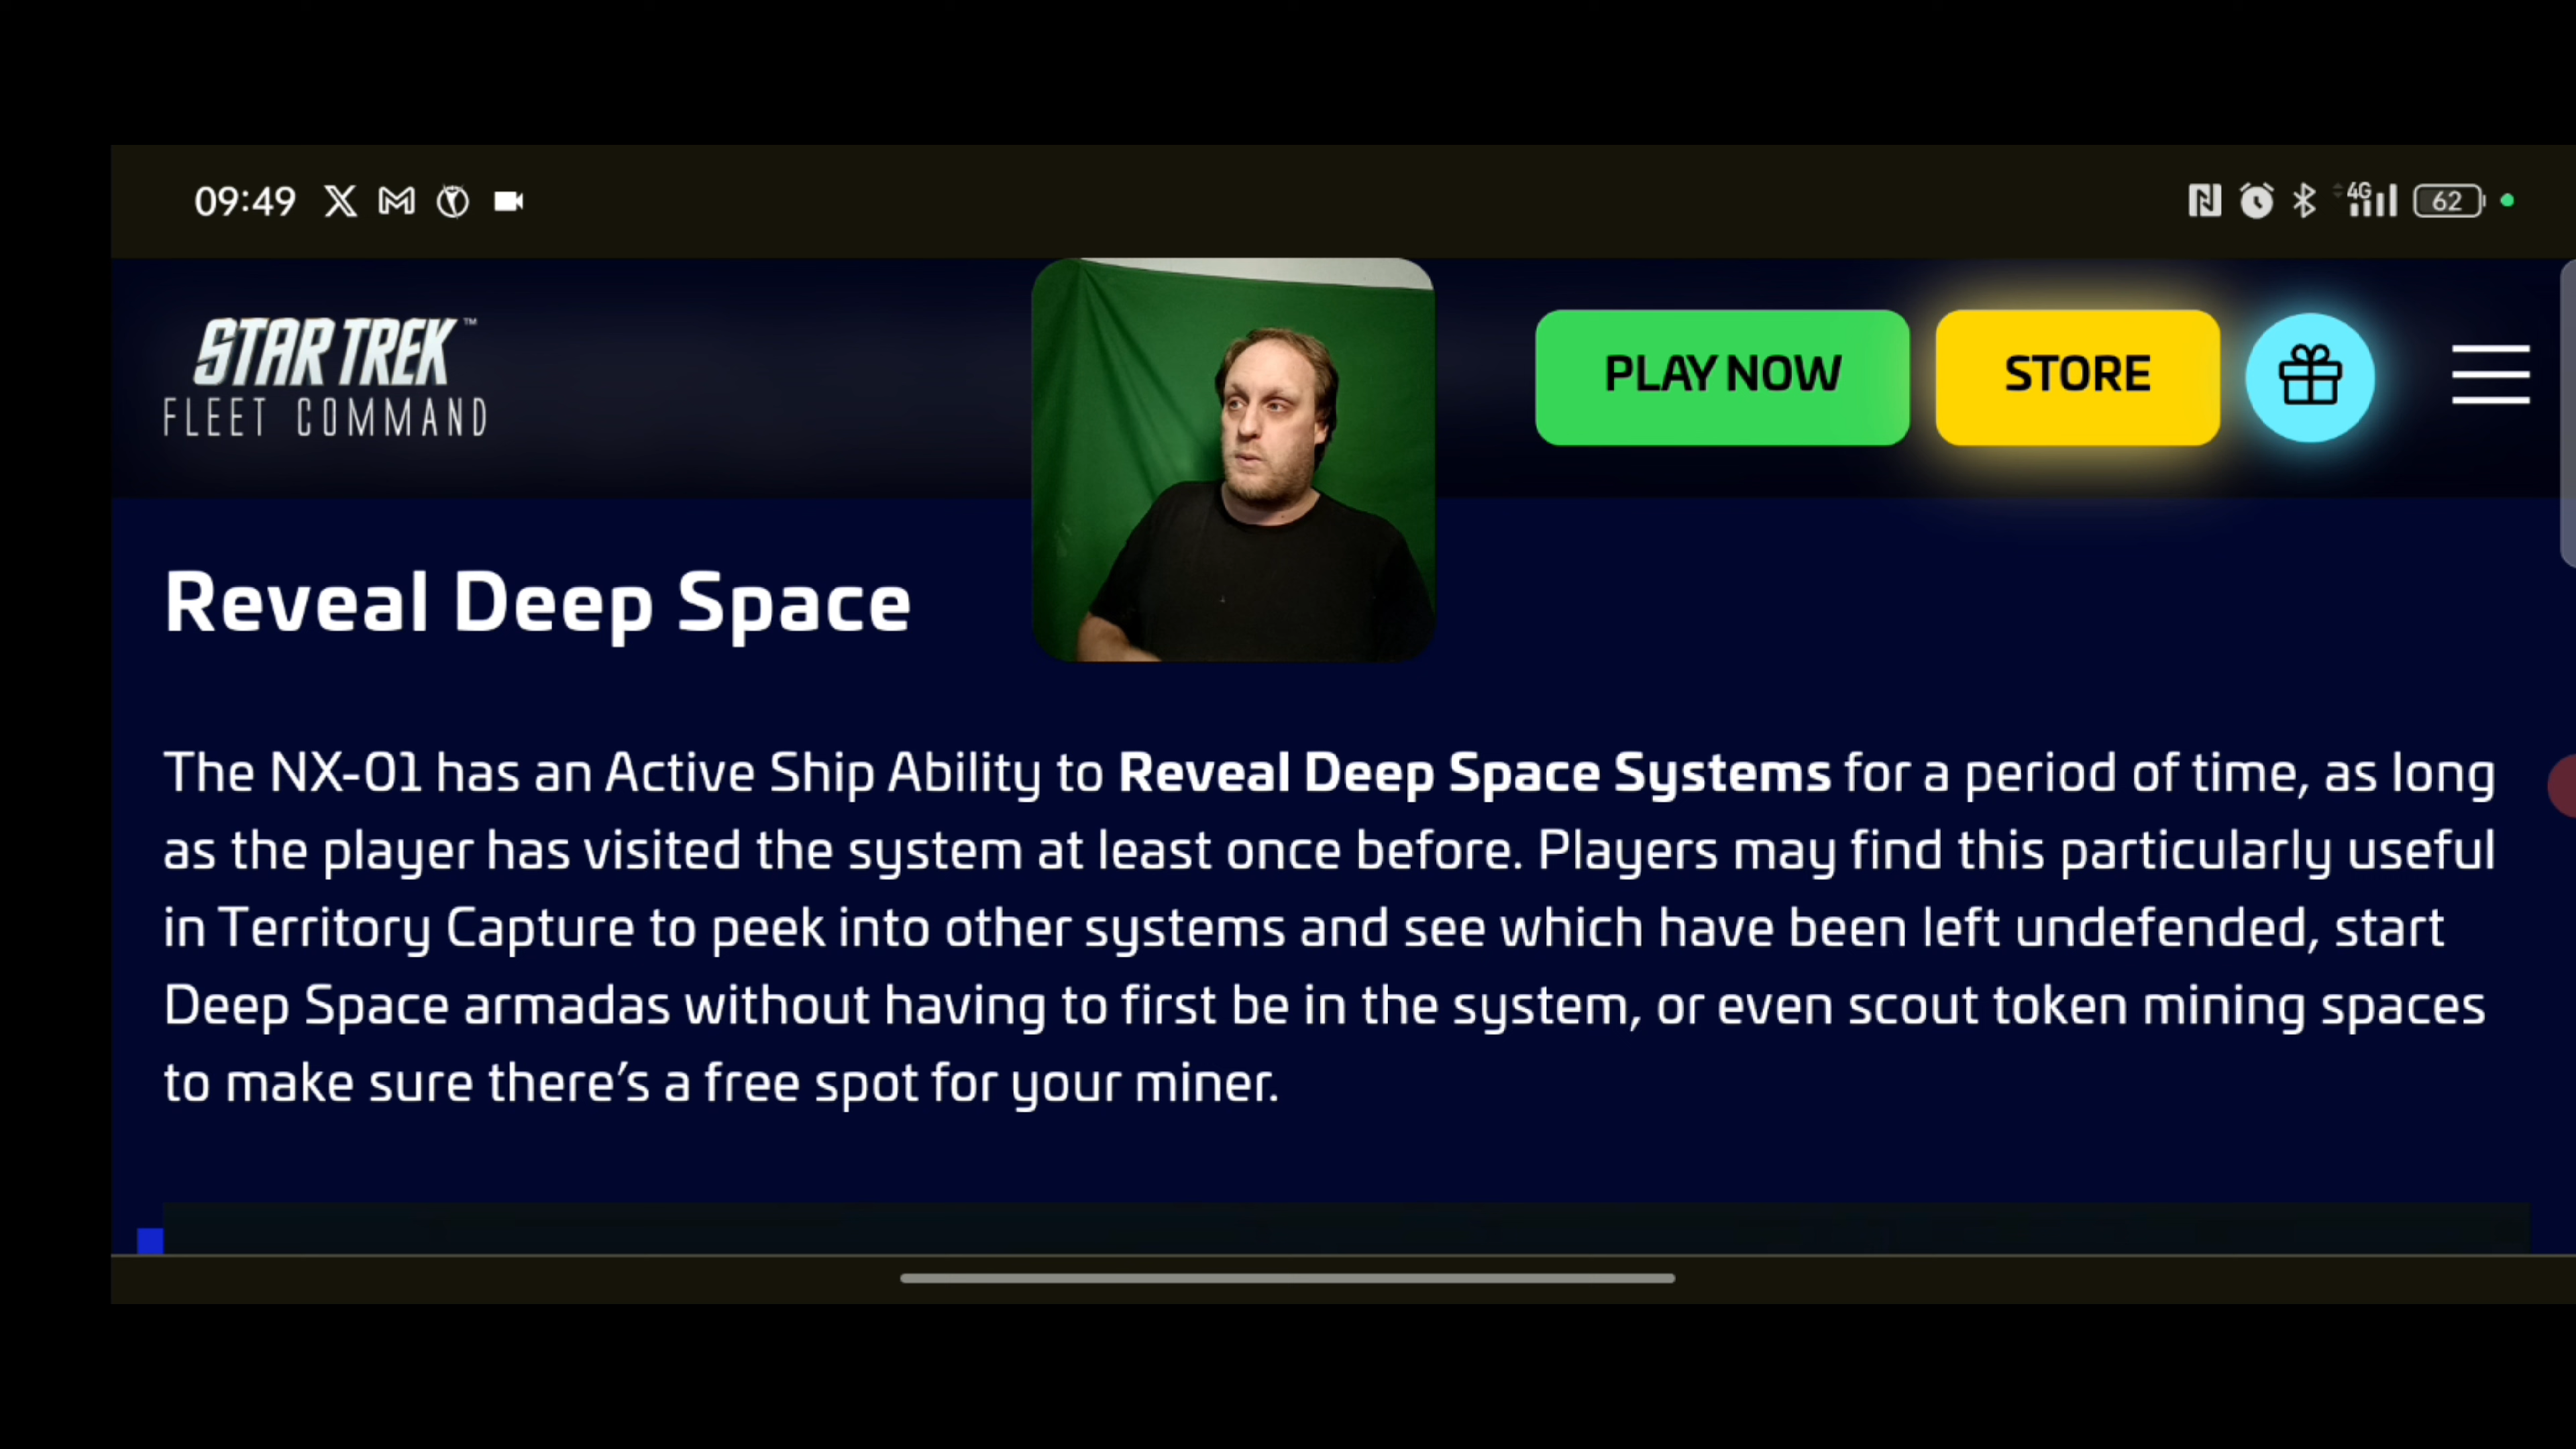 09:49
4G
62
STAR TREK™
FLEET COMMAND
PLAY NOW
STORE
Reveal Deep Space
The NX-01 has an Active Ship Ability to Reveal Deep Space Systems for a period of time, as long
as the player has visited the system at least once before. Players may find this particularly useful
in Territory Capture to peek into other systems and see which have been left undefended, start
Deep Space armadas without having to first be in the system, or even scout token mining spaces
to make sure there's a free spot for your miner.